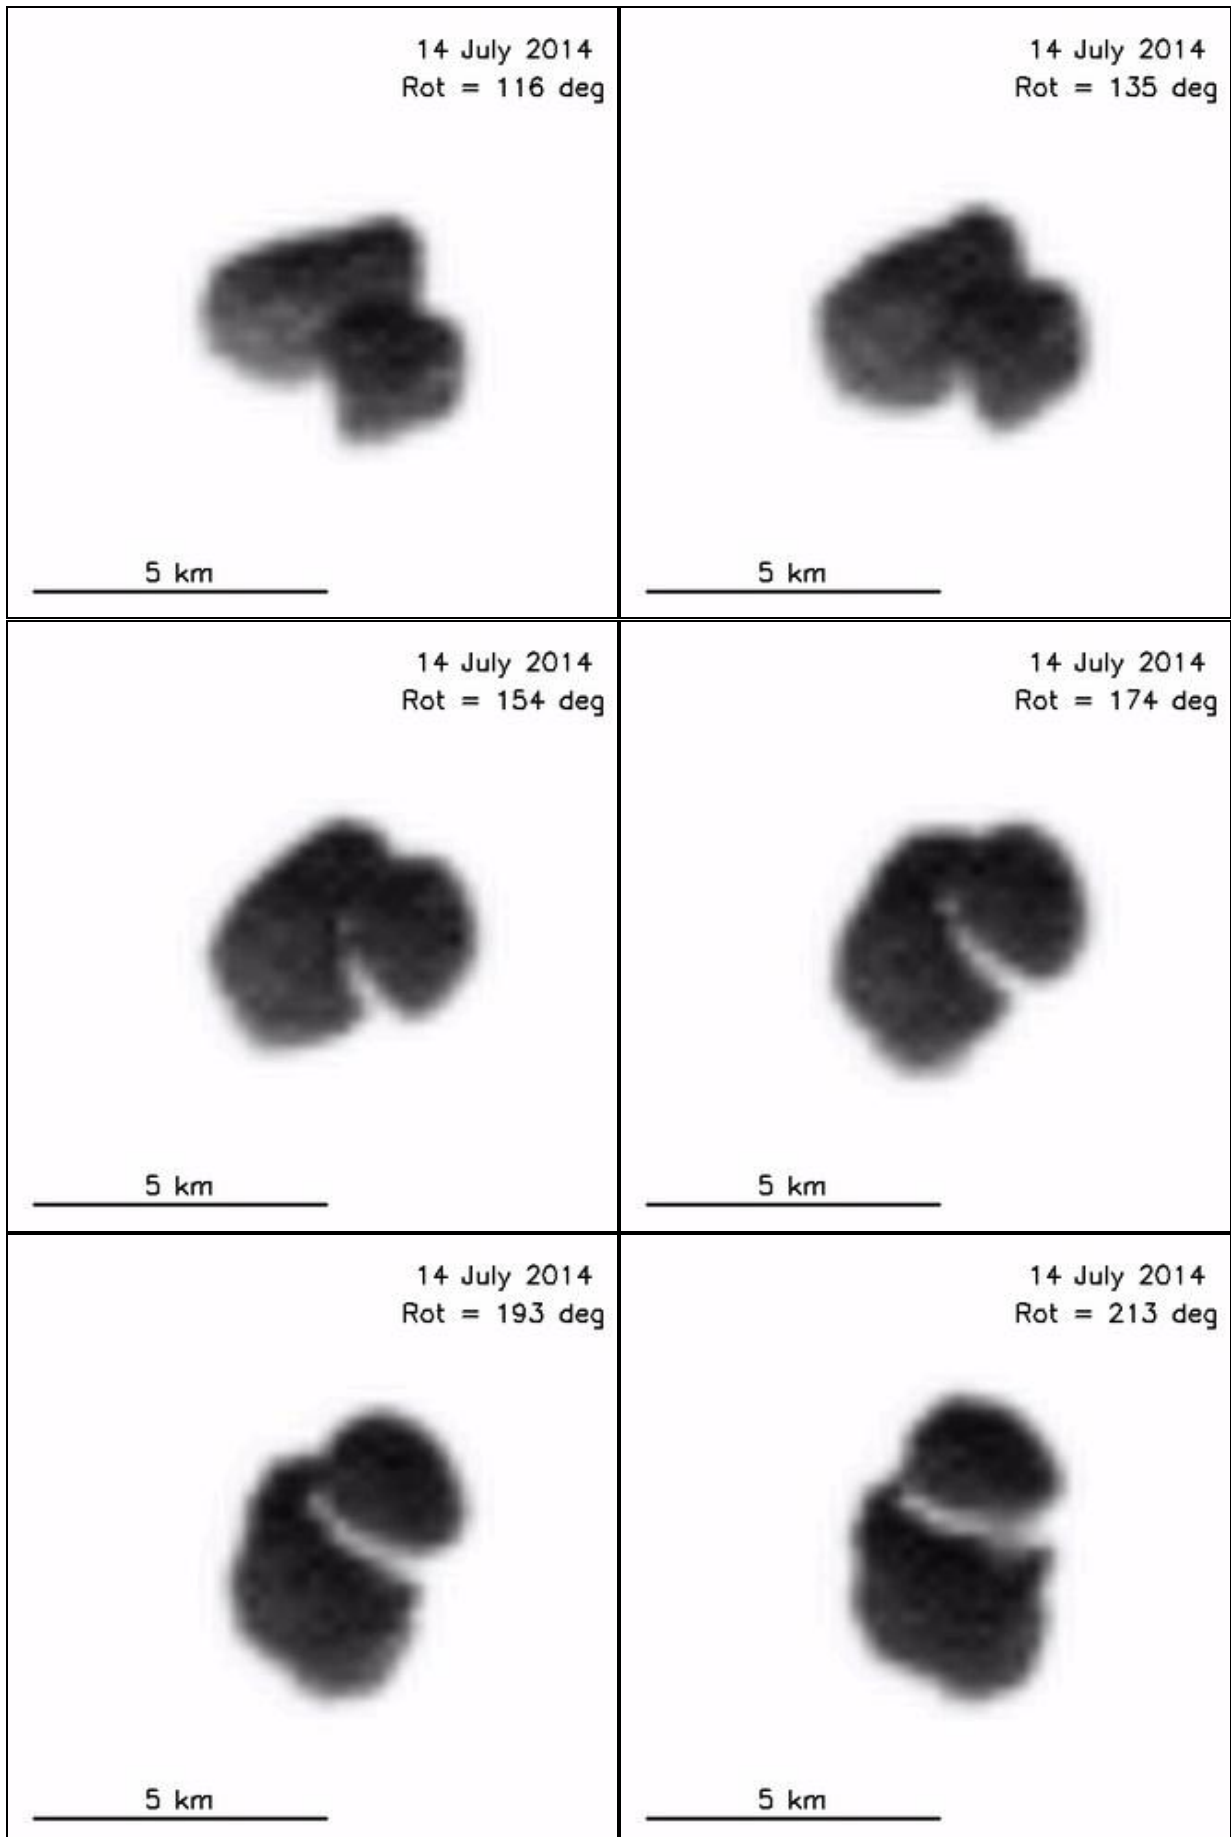 14 July 2014
Rot = 116 deg
5 km
14 July 2014
Rot = 135 deg
5 km
14 July 2014
Rot = 154 deg
5 km
14 July 2014
Rot = 174 deg
5 km
14 July 2014
Rot = 193 deg
5 km
14 July 2014
Rot = 213 deg
5 km